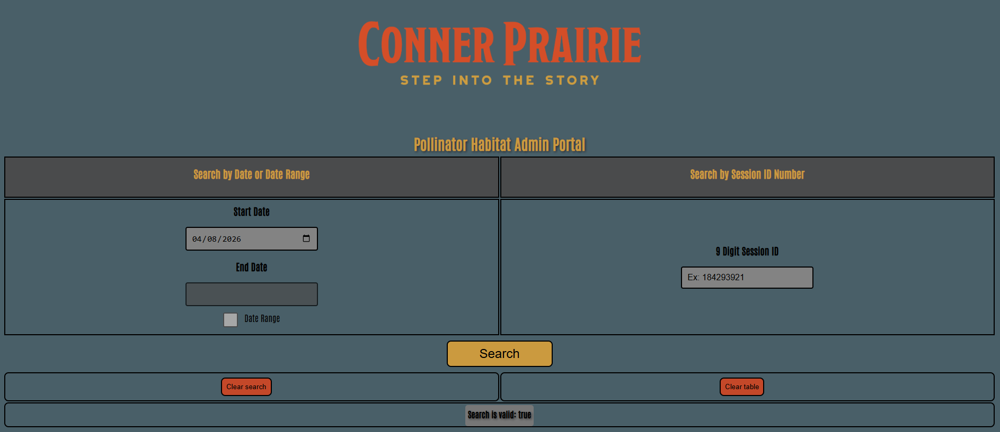 CONNER PRAIRIE
STEP INTO THE STORY
Pollinator Habitat Admin Portal
Search by Date or Date Range
Search by Session ID Number
Start Date
04/08/2026
End Date
Date Range
9 Digit Session ID
Ex: 184293921
Search
Clear search
Clear table
Search is valid: true